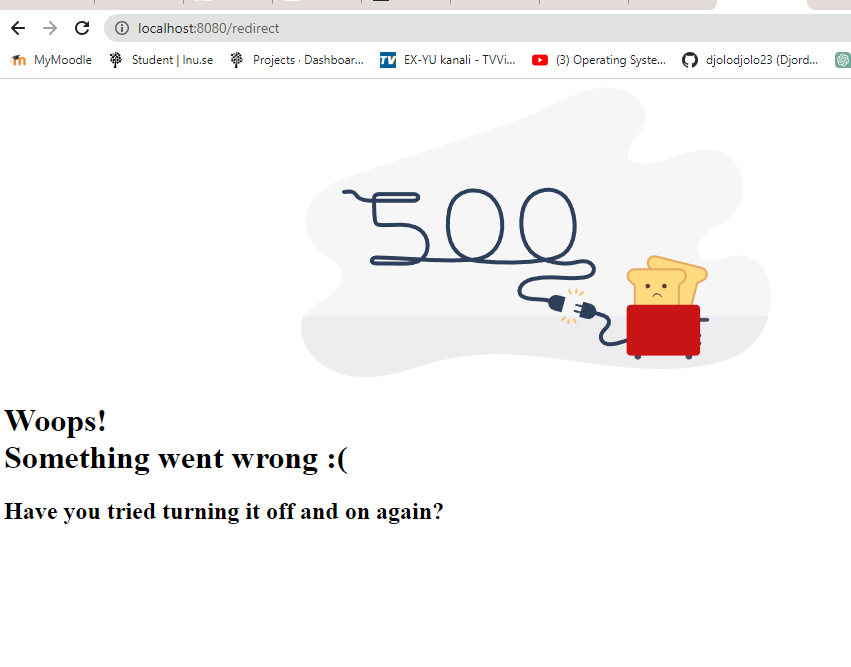 localhost:8080/redirect
MyMoodle
Student | lnu.se
Projects · Dashboar...
TV
EX-YU kanali - TVVi...
(3) Operating Syste...
djolodjolo23 (Djord...
500
Woops!
Something went wrong :(
Have you tried turning it off and on again?